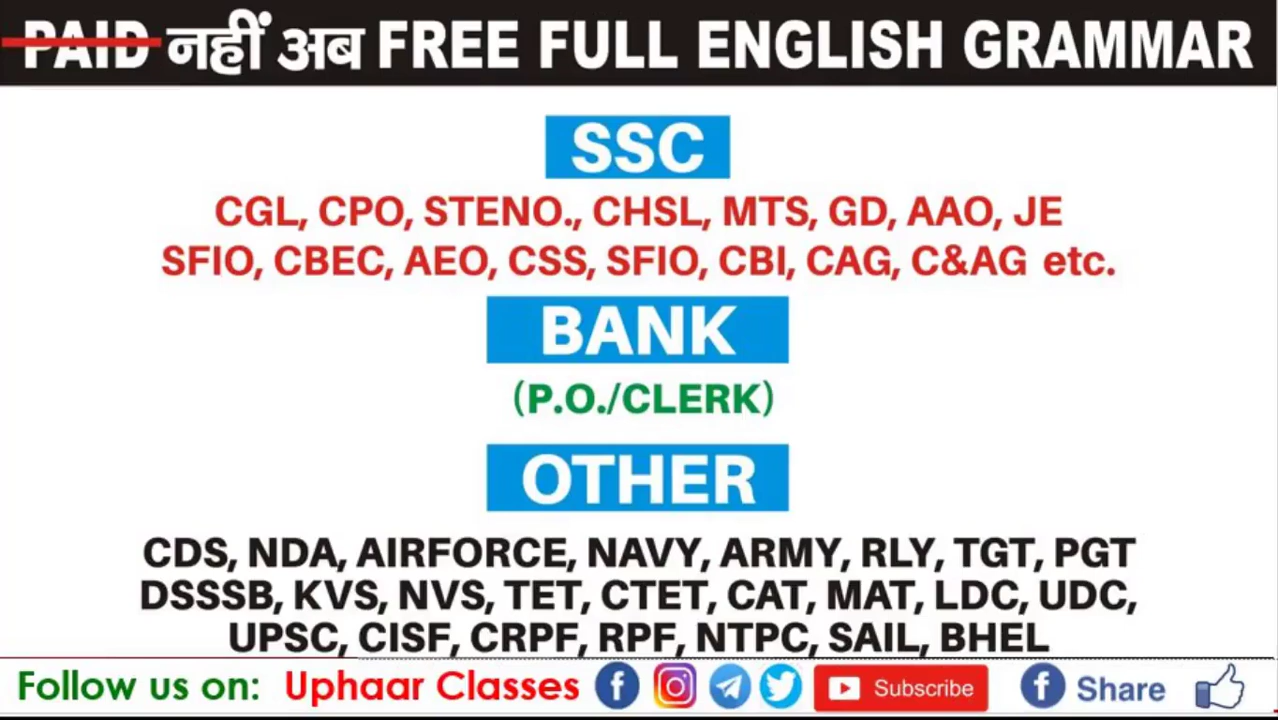 PAID नहीं अब FREE FULL ENGLISH GRAMMAR
SSC
CGL, CPO, STENO., CHSL, MTS, GD, AAO, JE
SFIO, CBEC, AEO, CSS, SFIO, CBI, CAG, C&AG etc.
BANK
(P.O./CLERK)
OTHER
CDS, NDA, AIRFORCE, NAVY, ARMY, RLY, TGT, PGT
DSSSB, KVS, NVS, TET, CTET, CAT, MAT, LDC, UDC,
UPSC, CISF, CRPF, RPF, NTPC, SAIL, BHEL
Follow us on: Uphaar Classes Subscribe Share